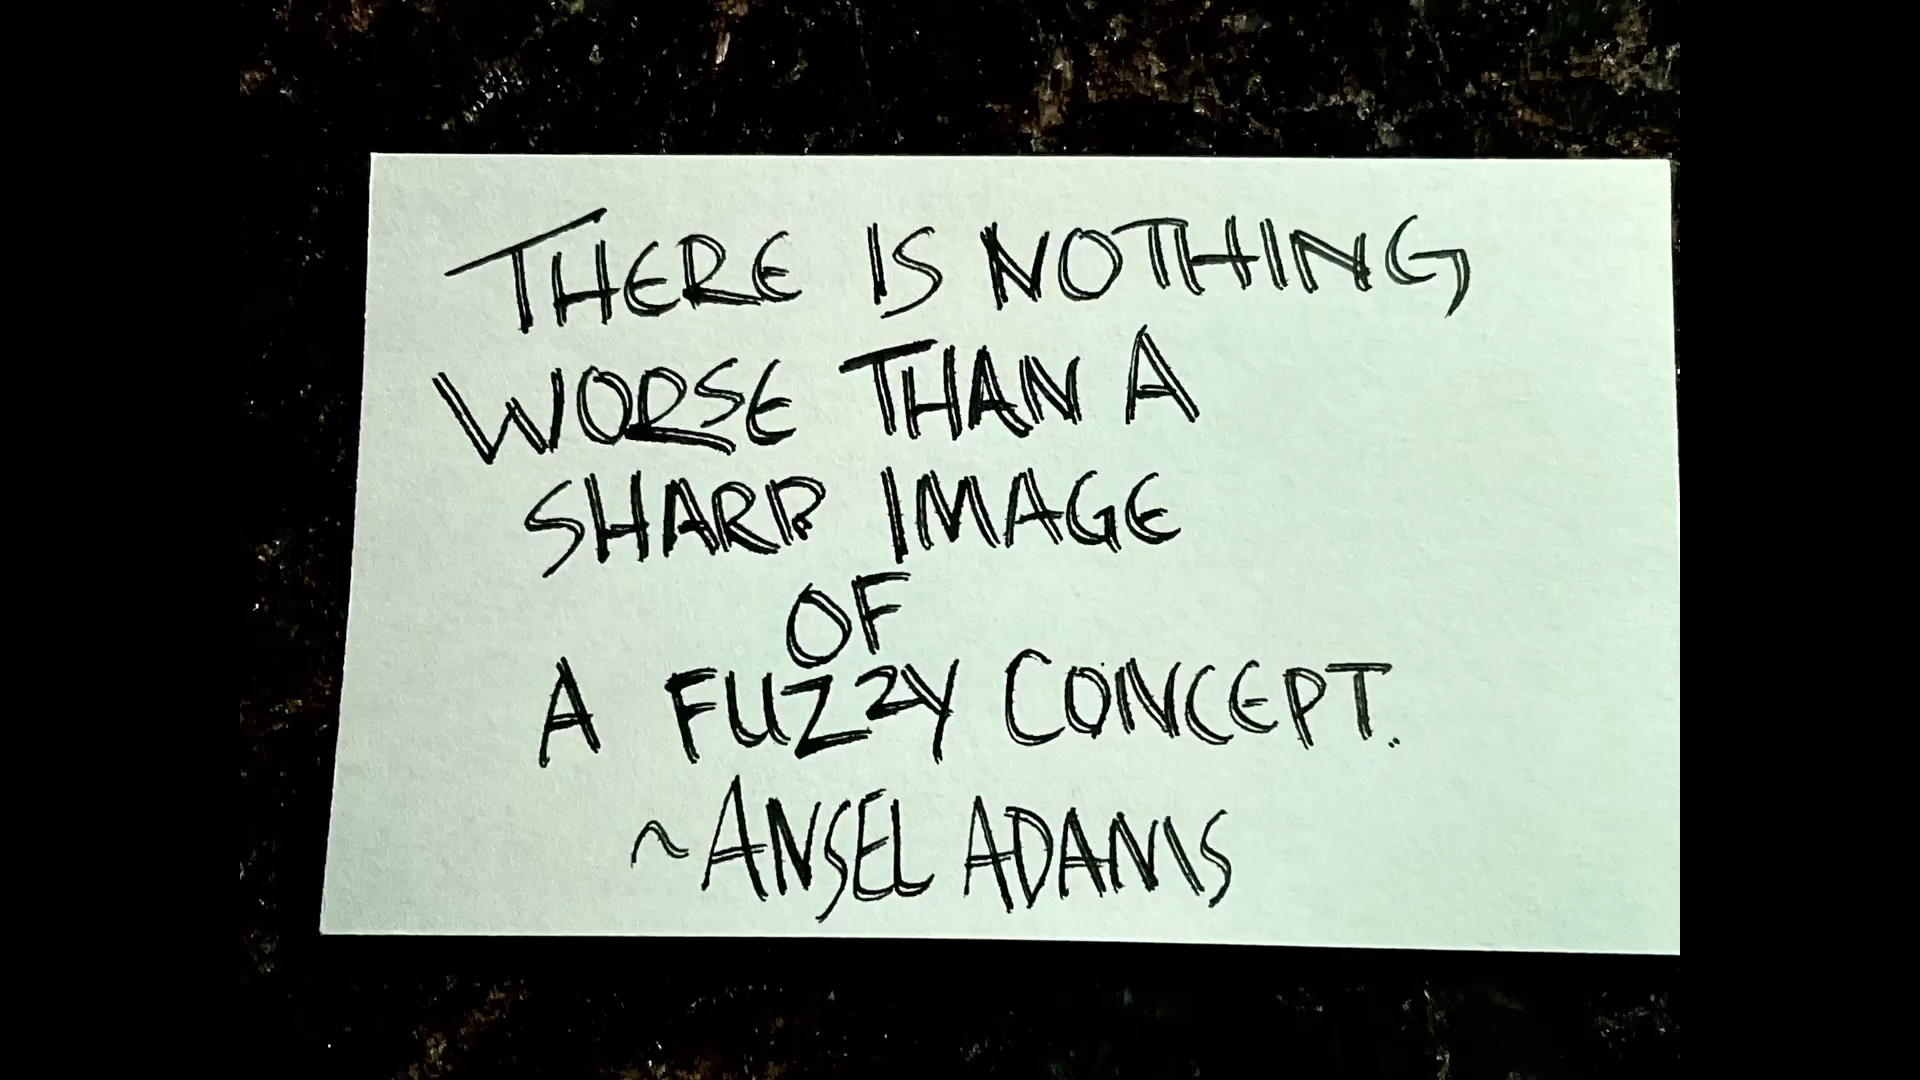 THERE IS NOTHING
WORSE THAN A
SHARP IMAGE
OF
A FUZZY CONCEPT.
~ANSEL ADAMS